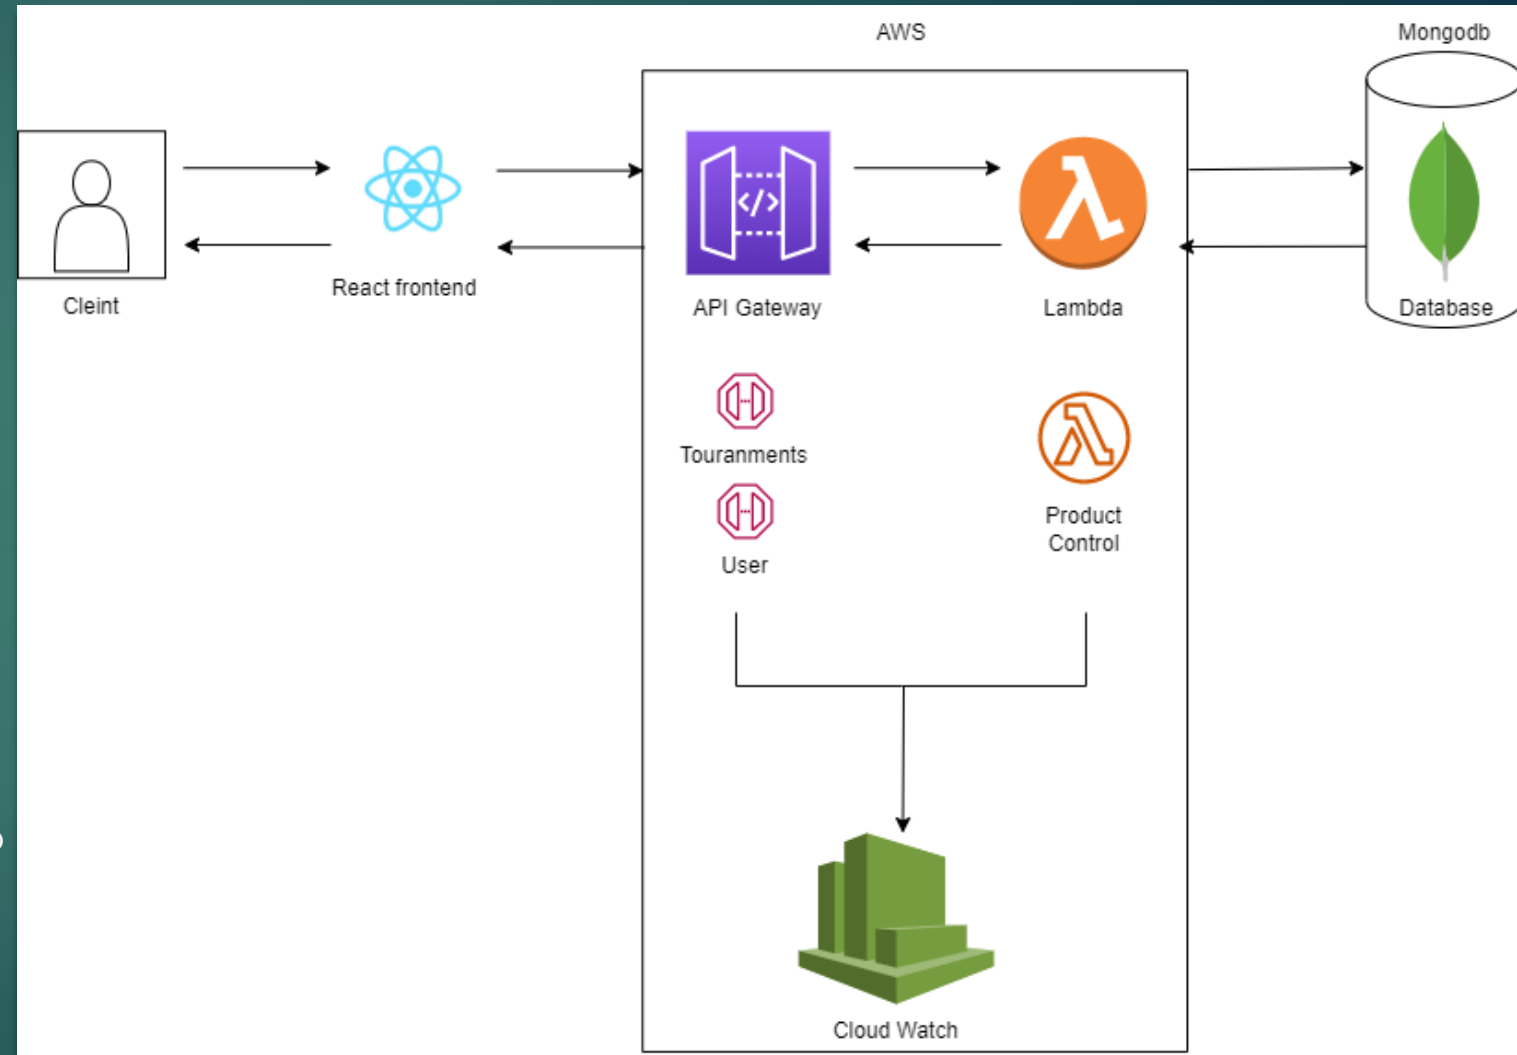 AWS
Mongodb
Cleint
React frontend
API Gateway
</>
Lambda
Database
Touranments
User
Product
Control
Cloud Watch